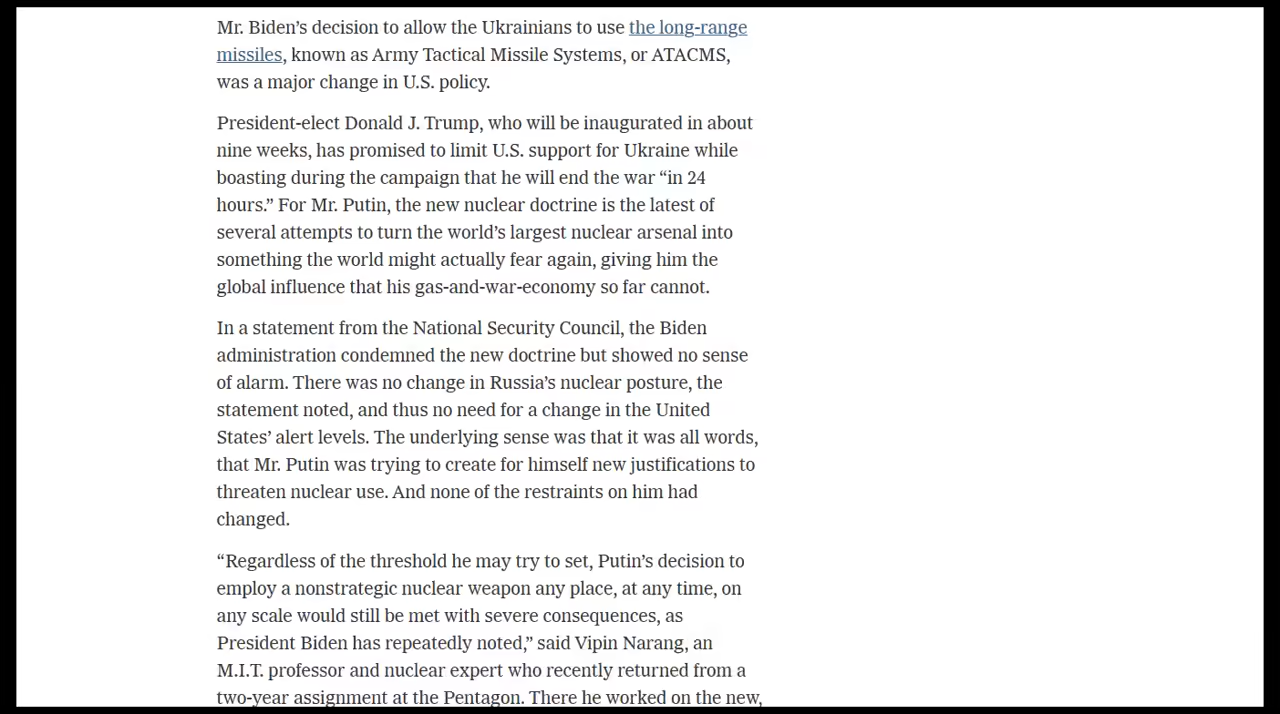 Mr. Biden’s decision to allow the Ukrainians to use the long-range
missiles, known as Army Tactical Missile Systems, or ATACMS,
was a major change in U.S. policy.
President-elect Donald J. Trump, who will be inaugurated in about
nine weeks, has promised to limit U.S. support for Ukraine while
boasting during the campaign that he will end the war “in 24
hours.” For Mr. Putin, the new nuclear doctrine is the latest of
several attempts to turn the world’s largest nuclear arsenal into
something the world might actually fear again, giving him the
global influence that his gas-and-war-economy so far cannot.
In a statement from the National Security Council, the Biden
administration condemned the new doctrine but showed no sense
of alarm. There was no change in Russia’s nuclear posture, the
statement noted, and thus no need for a change in the United
States’ alert levels. The underlying sense was that it was all words,
that Mr. Putin was trying to create for himself new justifications to
threaten nuclear use. And none of the restraints on him had
changed.
“Regardless of the threshold he may try to set, Putin’s decision to
employ a nonstrategic nuclear weapon any place, at any time, on
any scale would still be met with severe consequences, as
President Biden has repeatedly noted,” said Vipin Narang, an
M.I.T. professor and nuclear expert who recently returned from a
two-year assignment at the Pentagon. There he worked on the new,